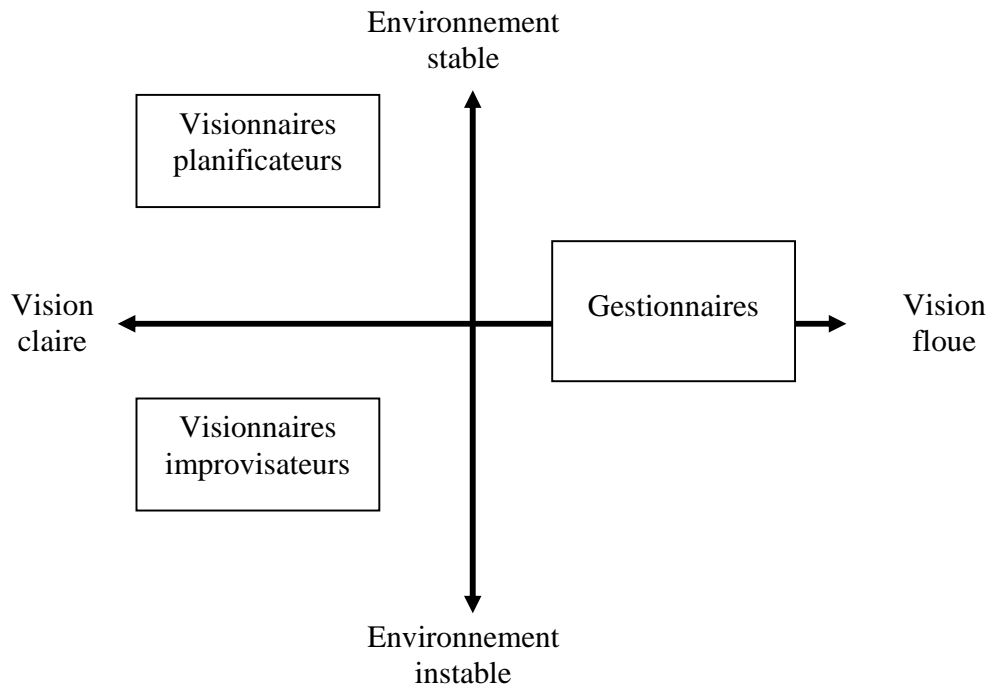 Environnement
stable
Visionnaires
planificateurs
Vision
claire
Gestionnaires
Vision
floue
Visionnaires
improvisateurs
Environnement
instable